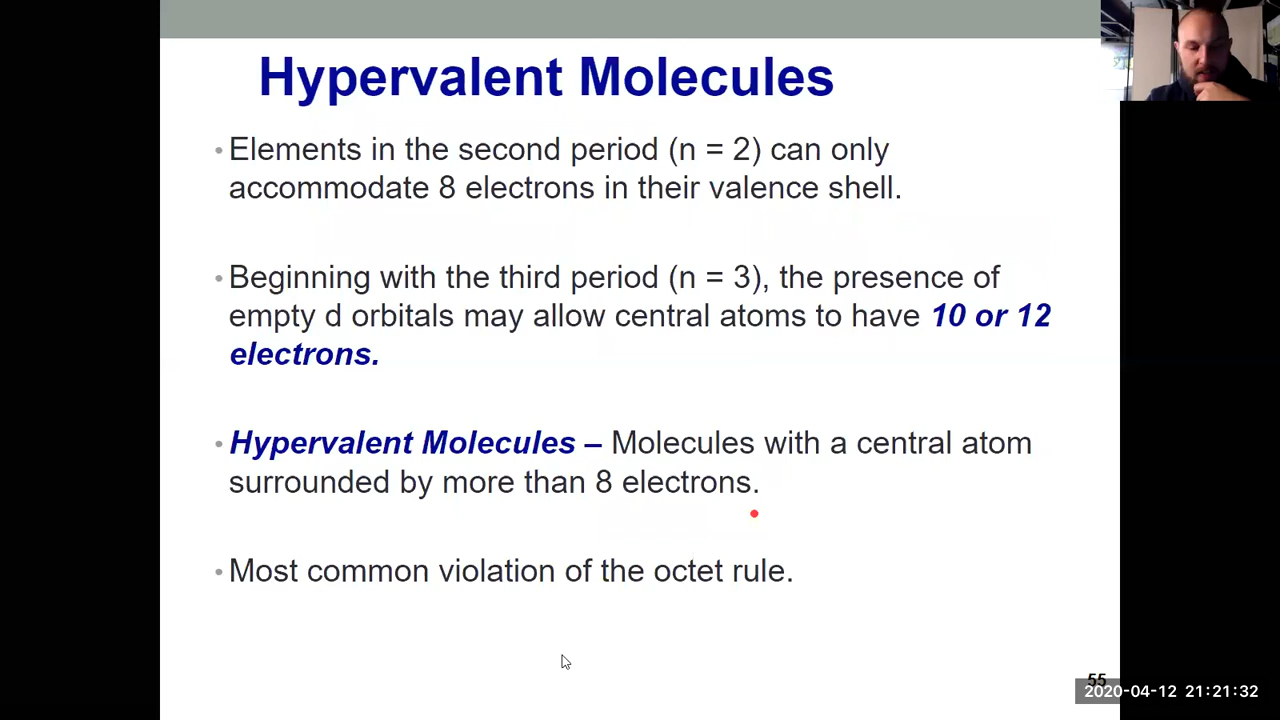 Hypervalent Molecules
• Elements in the second period (n = 2) can only
accommodate 8 electrons in their valence shell.
• Beginning with the third period (n = 3), the presence of
empty d orbitals may allow central atoms to have 10 or 12
electrons.
• Hypervalent Molecules – Molecules with a central atom
surrounded by more than 8 electrons.
• Most common violation of the octet rule.
55
2020-04-12 21:21:32